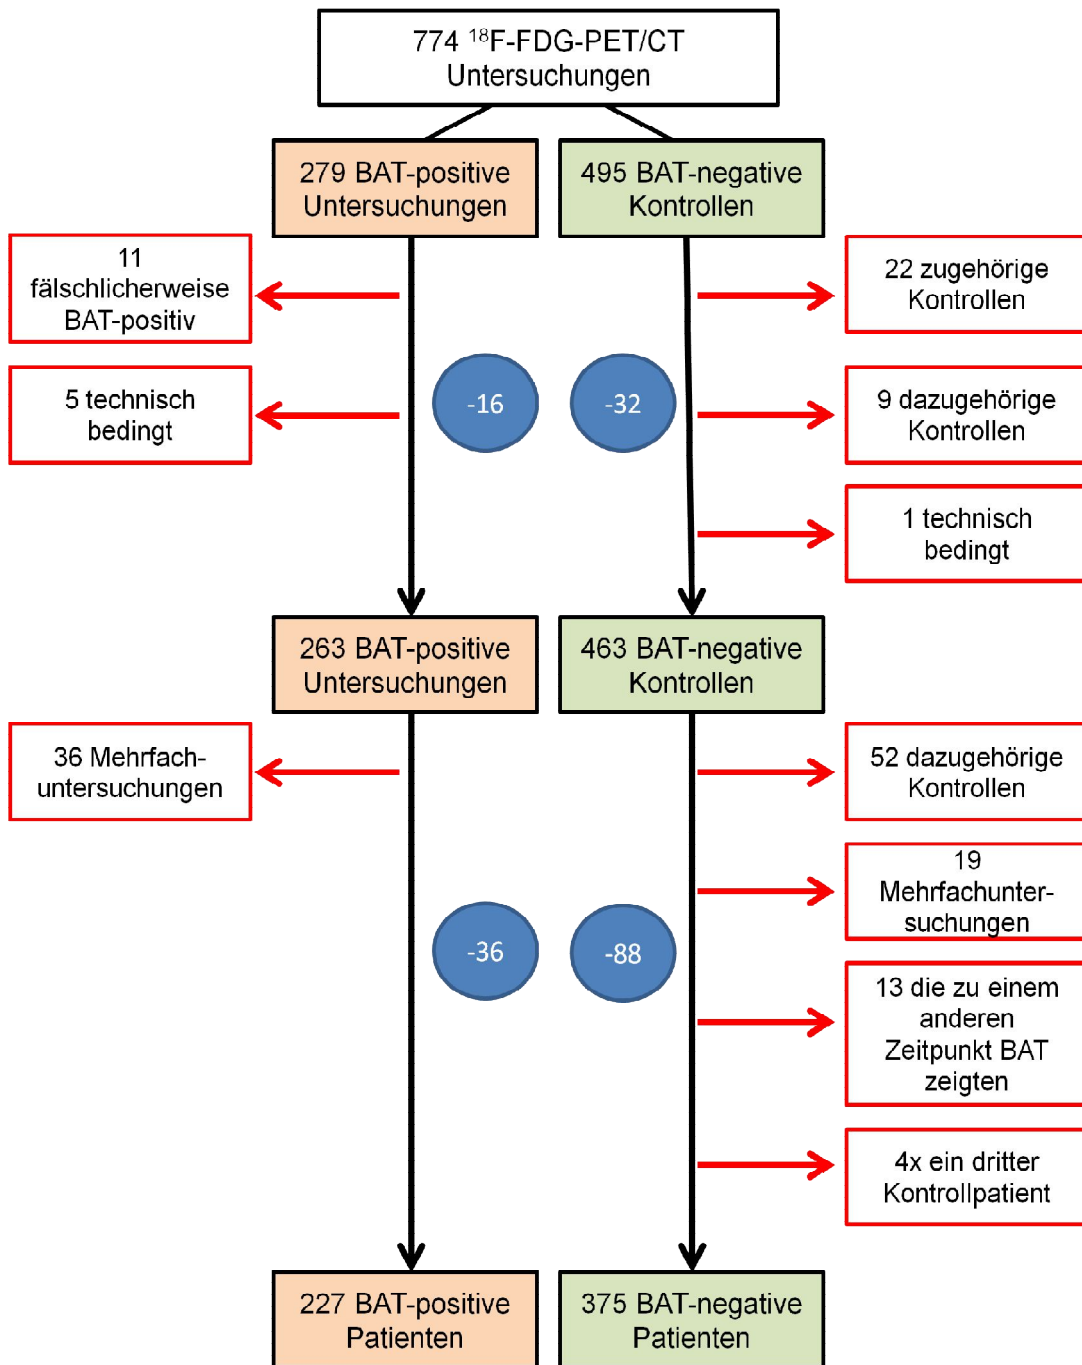 774 ¹⁸F-FDG-PET/CT
Untersuchungen
279 BAT-positive
Untersuchungen
495 BAT-negative
Kontrollen
11
fälschlicherweise
BAT-positiv
22 zugehörige
Kontrollen
5 technisch
bedingt
-16
-32
9 dazugehörige
Kontrollen
1 technisch
bedingt
263 BAT-positive
Untersuchungen
463 BAT-negative
Kontrollen
36 Mehrfach-
untersuchungen
52 dazugehörige
Kontrollen
19
Mehrfachunter-
suchungen
-36
-88
13 die zu einem
anderen
Zeitpunkt BAT
zeigten
4x ein dritter
Kontrollpatient
227 BAT-positive
Patienten
375 BAT-negative
Patienten